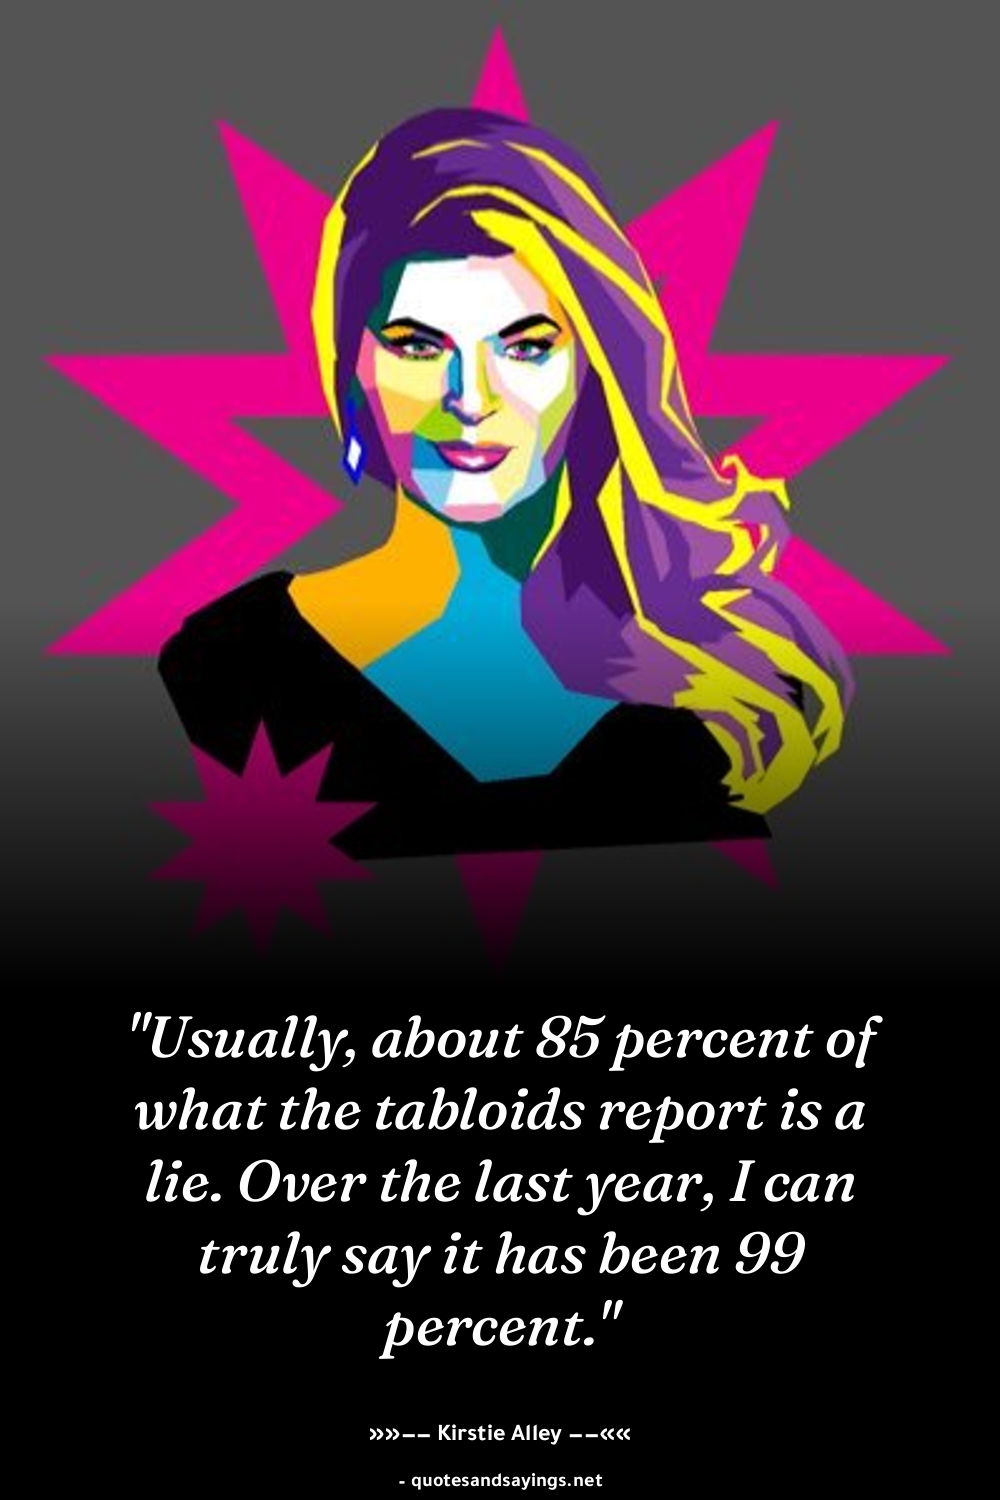 "Usually, about 85 percent of
what the tabloids report is a
lie. Over the last year, I can
truly say it has been 99
percent."
»»–– Kirstie Alley ––««
- quotesandsayings.net